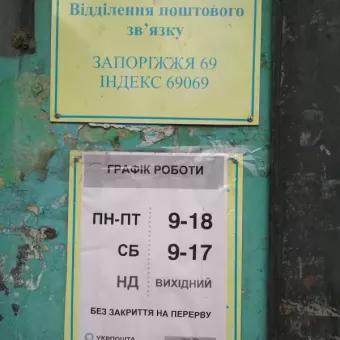 Відділення поштового
зв'язку
ЗАПОРІЖЖЯ 69
ІНДЕКС 69069
ГРАФІК РОБОТИ
ПН-ПТ 9-18
СБ 9-17
НД ВИХІДНИЙ
БЕЗ ЗАКРИТТЯ НА ПЕРЕРВУ
УКРПОШТА